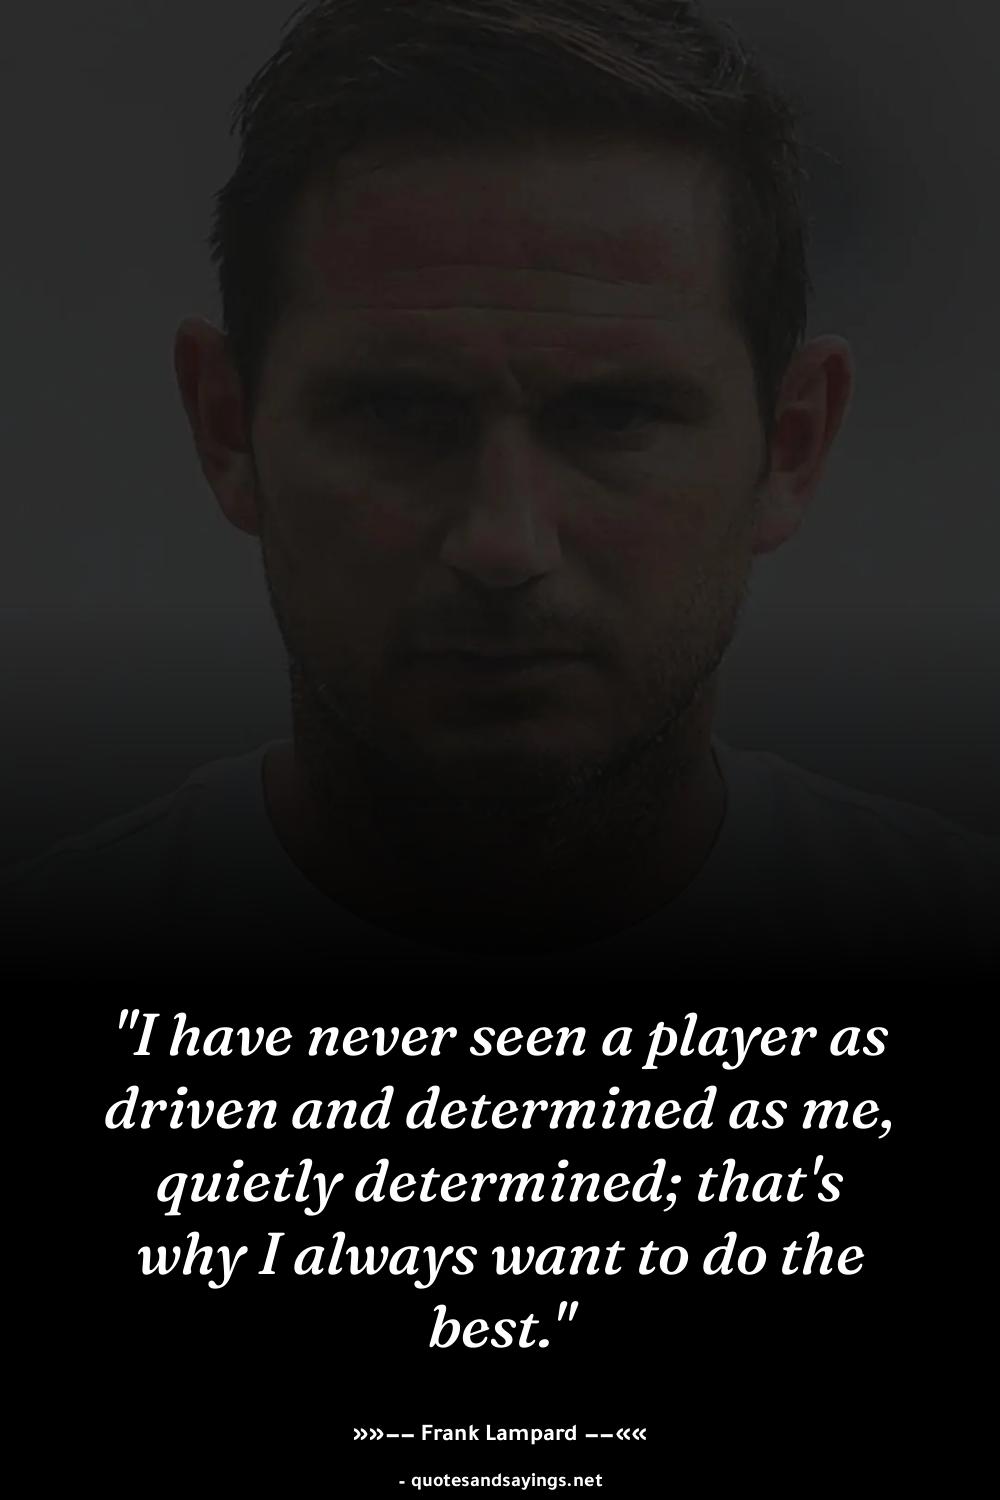 "I have never seen a player as
driven and determined as me,
quietly determined; that's
why I always want to do the
best."
»»–– Frank Lampard ––««
- quotesandsayings.net